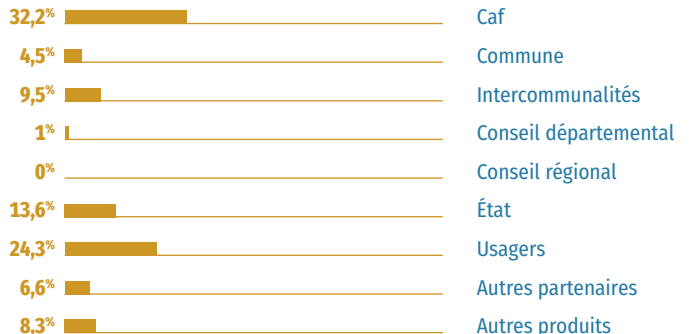 32,2% Caf
4,5% Commune
9,5% Intercommunalités
1% Conseil départemental
0% Conseil régional
13,6% État
24,3% Usagers
6,6% Autres partenaires
8,3% Autres produits